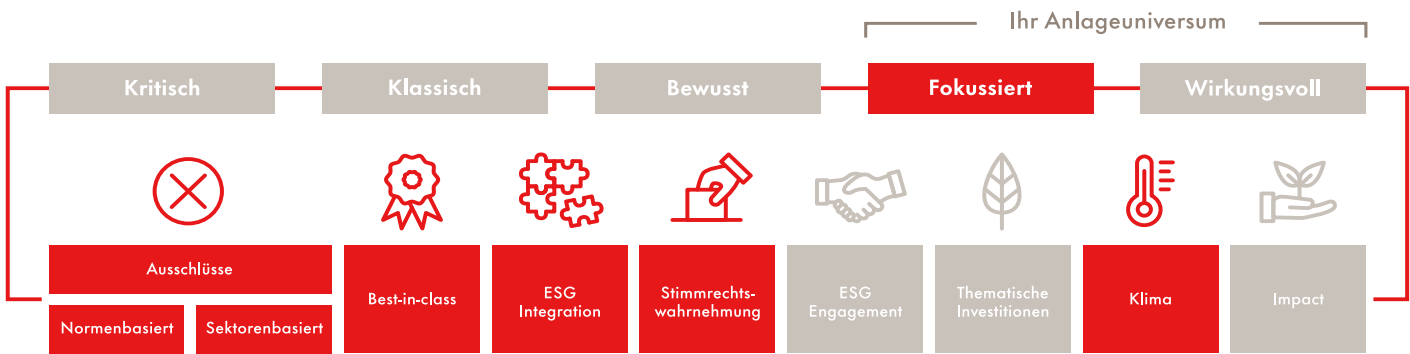 Ihr Anlageuniversum
Kritisch
Klassisch
Bewusst
Fokussiert
Wirkungsvoll
Ausschlüsse
Normenbasiert
Sektorenbasiert
Best-in-class
ESG
Integration
Stimmrechts-
wahrnehmung
ESG
Engagement
Thematische
Investitionen
Klima
Impact